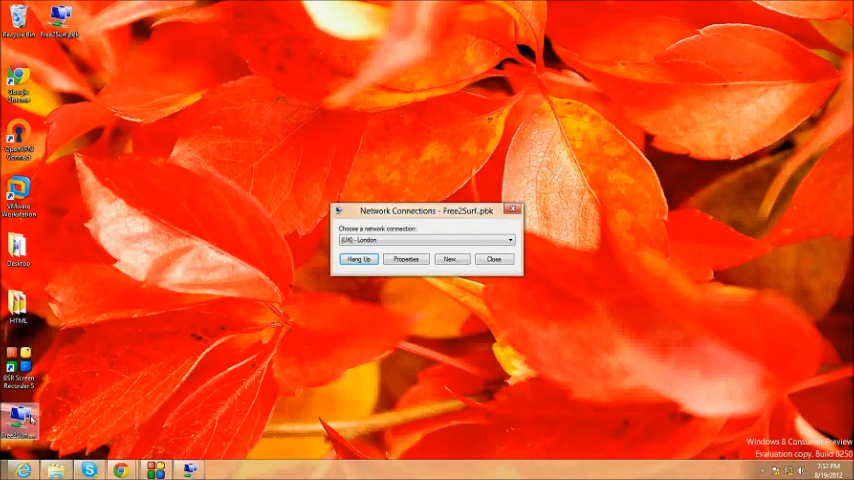 Recycle Bin
Free2Surf.pbk
Google
Chrome
OpenVPN
Connect
VMware
Workstation
Desktop
HTML
BSR Screen
Recorder 5
Free2Surf...
Network Connections - Free2Surf.pbk
Choose a network connection:
(UK) - London
Hang Up
Properties
New...
Close
Windows 8 Consumer Preview
Evaluation copy. Build 8250
7:52 PM
8/19/2012